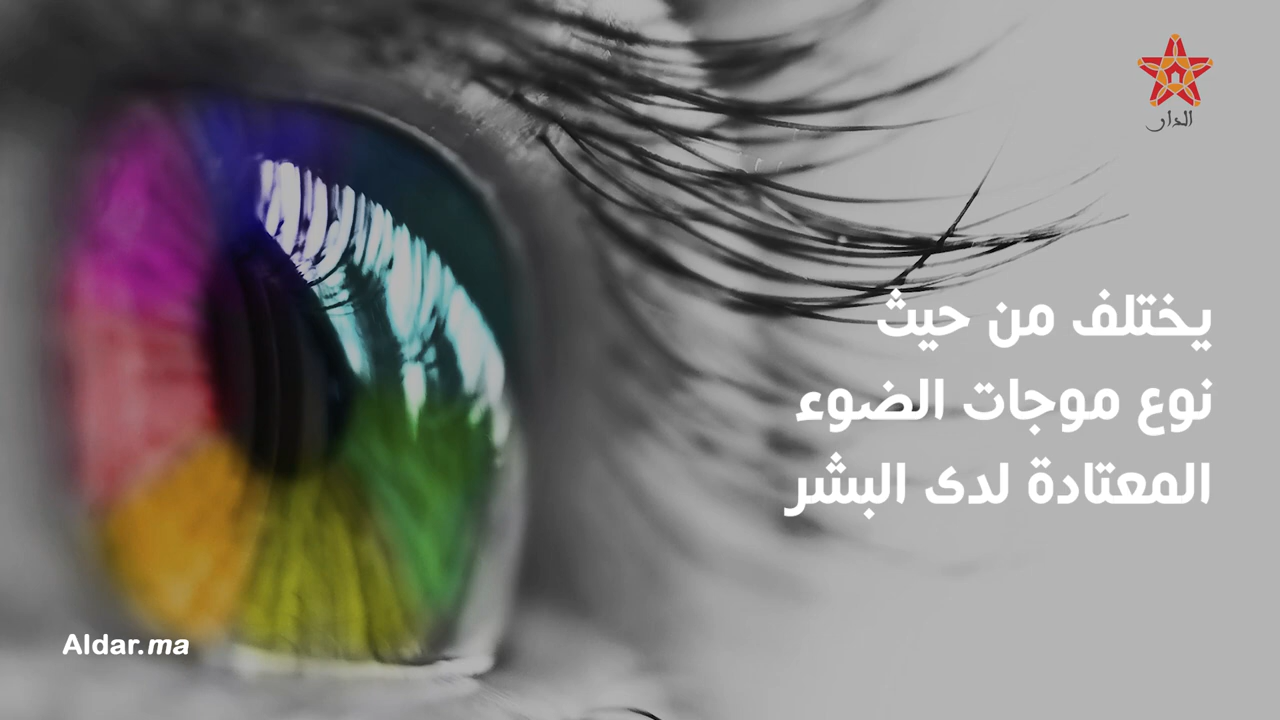 الدار
يختلف من حيث
نوع موجات الضوء
المعتادة لدى البشر
Aldar.ma